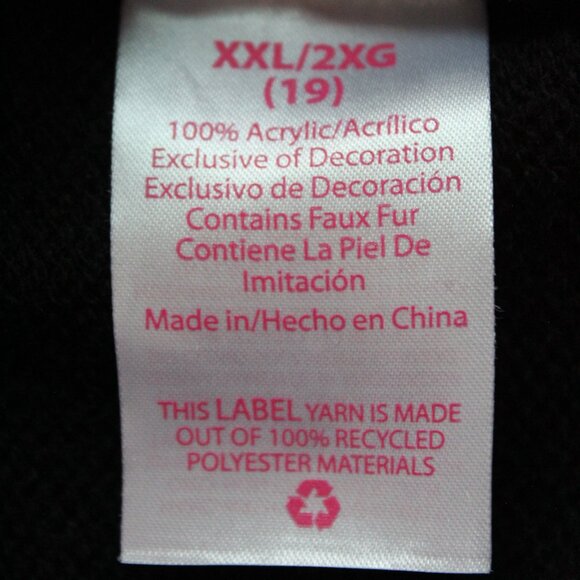 XXL/2XG
(19)
100% Acrylic/Acrílico
Exclusive of Decoration
Exclusivo de Decoración
Contains Faux Fur
Contiene La Piel De
Imitación
Made in/Hecho en China
THIS LABEL YARN IS MADE
OUT OF 100% RECYCLED
POLYESTER MATERIALS